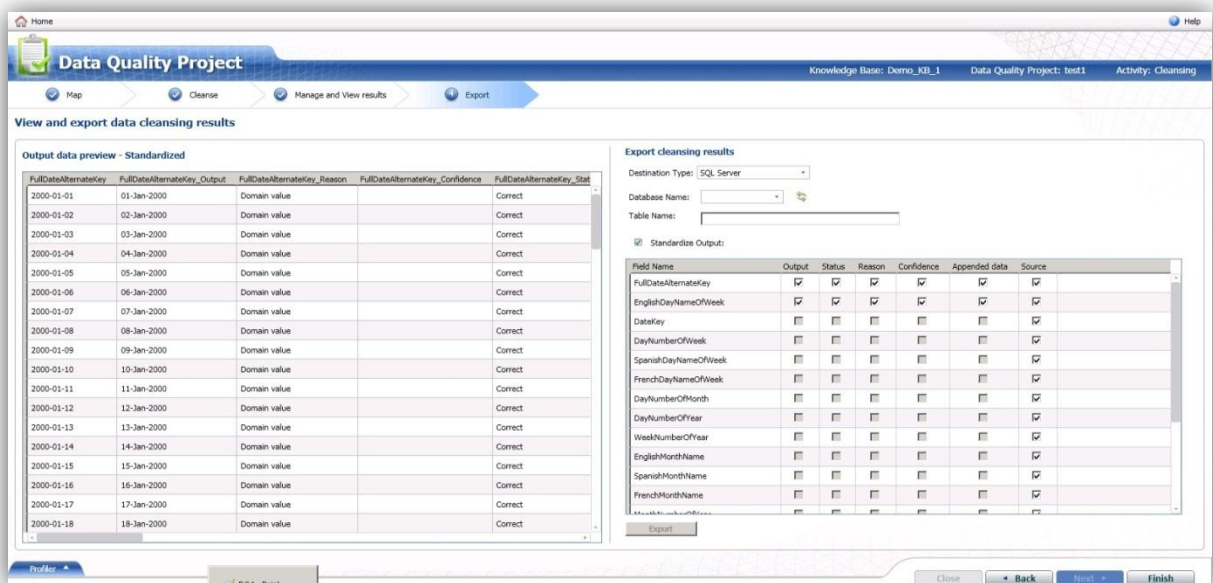 Home
Help
Data Quality Project
Knowledge Base: Demo_KB_1 Data Quality Project: test1 Activity: Cleansing
Map Cleanse Manage and View results 4 Export
View and export data cleansing results
Output data preview - Standardized
FullDateAlternateKey FullDateAlternateKey_Output FullDateAlternateKey_Reason FullDateAlternateKey_Confidence FullDateAlternateKey_Stat
2000-01-01 01-Jan-2000 Domain value Correct
2000-01-02 02-Jan-2000 Domain value Correct
2000-01-03 03-Jan-2000 Domain value Correct
2000-01-04 04-Jan-2000 Domain value Correct
2000-01-05 05-Jan-2000 Domain value Correct
2000-01-06 06-Jan-2000 Domain value Correct
2000-01-07 07-Jan-2000 Domain value Correct
2000-01-08 08-Jan-2000 Domain value Correct
2000-01-09 09-Jan-2000 Domain value Correct
2000-01-10 10-Jan-2000 Domain value Correct
2000-01-11 11-Jan-2000 Domain value Correct
2000-01-12 12-Jan-2000 Domain value Correct
2000-01-13 13-Jan-2000 Domain value Correct
2000-01-14 14-Jan-2000 Domain value Correct
2000-01-15 15-Jan-2000 Domain value Correct
2000-01-16 16-Jan-2000 Domain value Correct
2000-01-17 17-Jan-2000 Domain value Correct
2000-01-18 18-Jan-2000 Domain value Correct
Export cleansing results
Destination Type: SQL Server
Database Name:
Table Name:
Standardize Output:
Field Name Output Status Reason Confidence Appended data Source
FullDateAlternateKey
EnglishDayNameOfWeek
DateKey
DayNumberOfWeek
SpanishDayNameOfWeek
FrenchDayNameOfWeek
DayNumberOfMonth
DayNumberOfYear
WeekNumberOfYear
EnglishMonthName
SpanishMonthName
FrenchMonthName
Export
Profiler
Close Back Next Finish